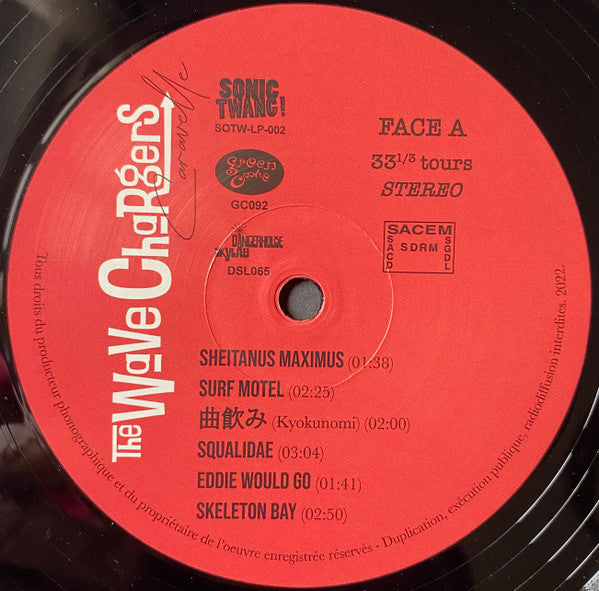 The Wave Chargers
Caravelle
SONIC
TWANG!
SOTW-LP-002
Green
Cookie
GC092
DANGERHOUSE
SKYLAB
DSL065
FACE A
33 1/3 tours
STEREO
SACEM
SACD
SDRM
SGDL
SHEITANUS MAXIMUS (01:38)
SURF MOTEL (02:25)
曲飲み (Kyokunomi) (02:00)
SQUALIDAE (03:04)
EDDIE WOULD GO (01:41)
SKELETON BAY (02:50)
Tous droits du producteur phonographique et du propriétaire de l'oeuvre enregistrée réservés - Duplication, exécution publique, radiodiffusion interdites. 2022.